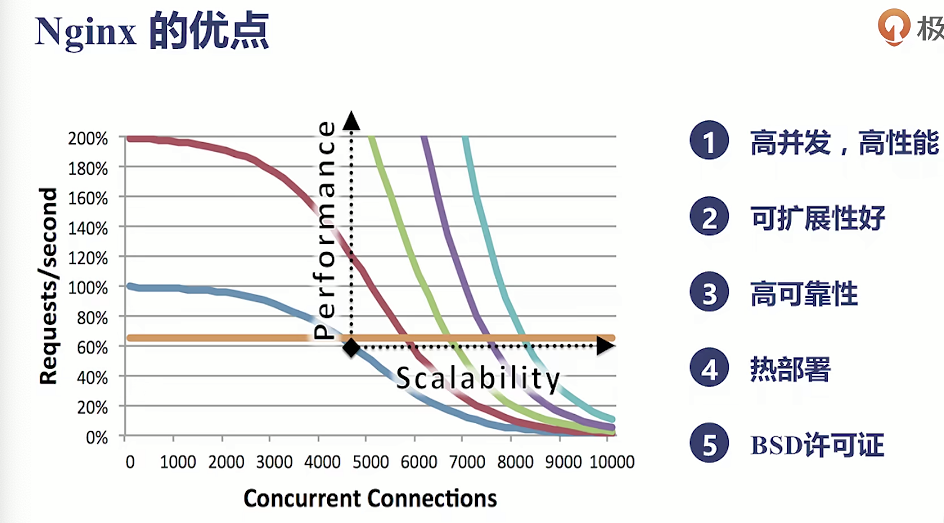 Nginx 的优点
极
200%
180%
160%
140%
120%
100%
80%
60%
40%
20%
0%
Requests/second
Performance
Scalability
0 1000 2000 3000 4000 5000 6000 7000 8000 9000 10000
Concurrent Connections
1 高并发，高性能
2 可扩展性好
3 高可靠性
4 热部署
5 BSD许可证